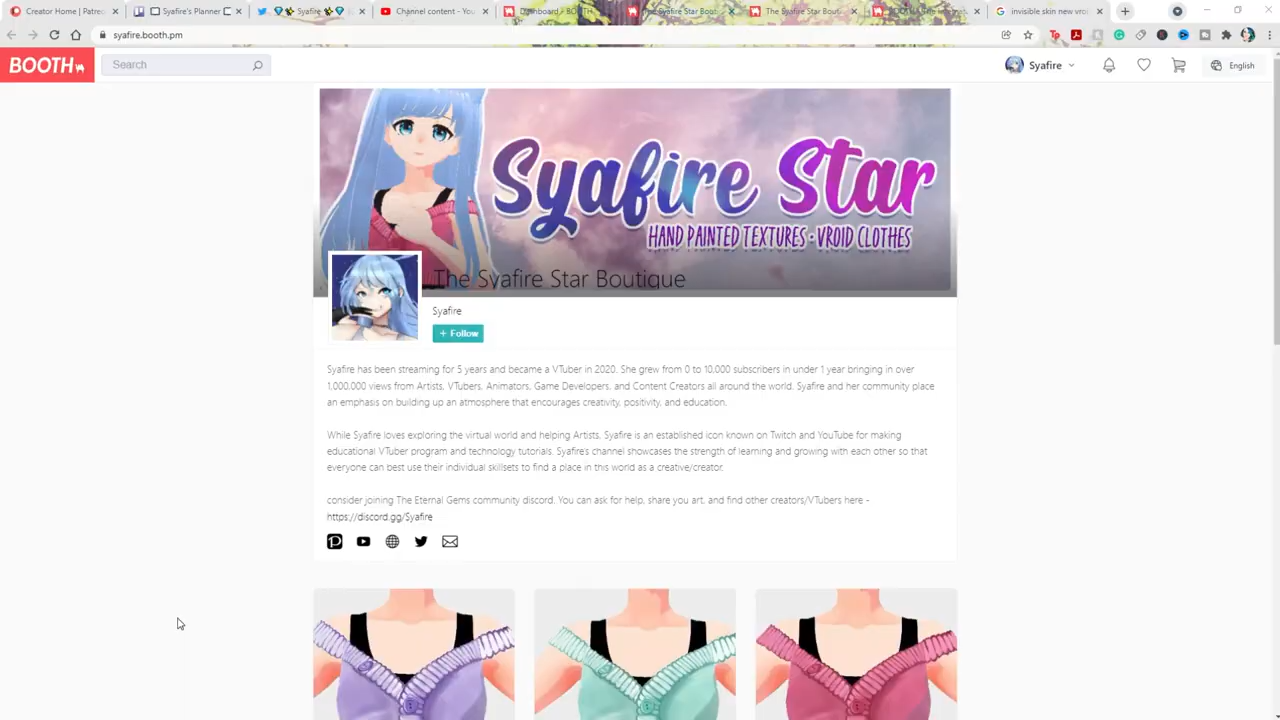 Creator Home | Patreo
Syafire's Planner
Syafire
Channel content - YouT
Dashboard - BOOTH
The Syafire Star Bouti
The Syafire Star Bouti
invisible skin new vroi
syafire.booth.pm
BOOTH
Search
Syafire
English
Syafire Star
HAND PAINTED TEXTURES • VROID CLOTHES
The Syafire Star Boutique
Syafire
+ Follow
Syafire has been streaming for 5 years and became a VTuber in 2020. She grew from 0 to 10,000 subscribers in under 1 year bringing in over
1,000,000 views from Artists, VTubers, Animators, Game Developers, and Content Creators all around the world. Syafire and her community place
an emphasis on building up an atmosphere that encourages creativity, positivity, and education.
While Syafire loves exploring the virtual world and helping Artists. Syafire is an established icon known on Twitch and YouTube for making
educational VTuber program and technology tutorials. Syafire's channel showcases the strength of learning and growing with each other so that
everyone can best use their individual skillsets to find a place in this world as a creative/creator.
consider joining The Eternal Gems community discord. You can ask for help, share you art, and find other creators/VTubers here -
https://discord.gg/Syafire